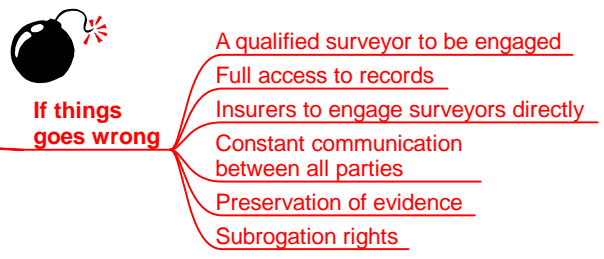 If things
goes wrong
A qualified surveyor to be engaged
Full access to records
Insurers to engage surveyors directly
Constant communication
between all parties
Preservation of evidence
Subrogation rights